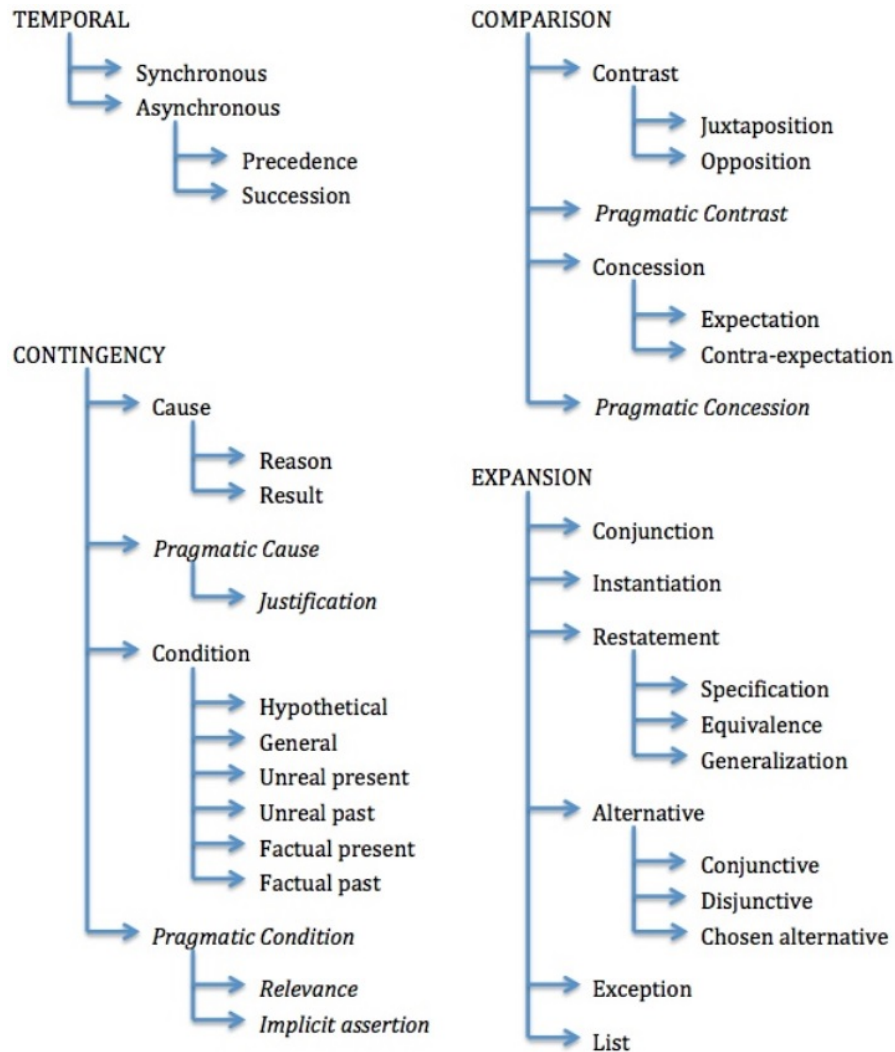 TEMPORAL
Synchronous
Asynchronous
Precedence
Succession
CONTINGENCY
Cause
Reason
Result
Pragmatic Cause
Justification
Condition
Hypothetical
General
Unreal present
Unreal past
Factual present
Factual past
Pragmatic Condition
Relevance
Implicit assertion
COMPARISON
Contrast
Juxtaposition
Opposition
Pragmatic Contrast
Concession
Expectation
Contra-expectation
Pragmatic Concession
EXPANSION
Conjunction
Instantiation
Restatement
Specification
Equivalence
Generalization
Alternative
Conjunctive
Disjunctive
Chosen alternative
Exception
List